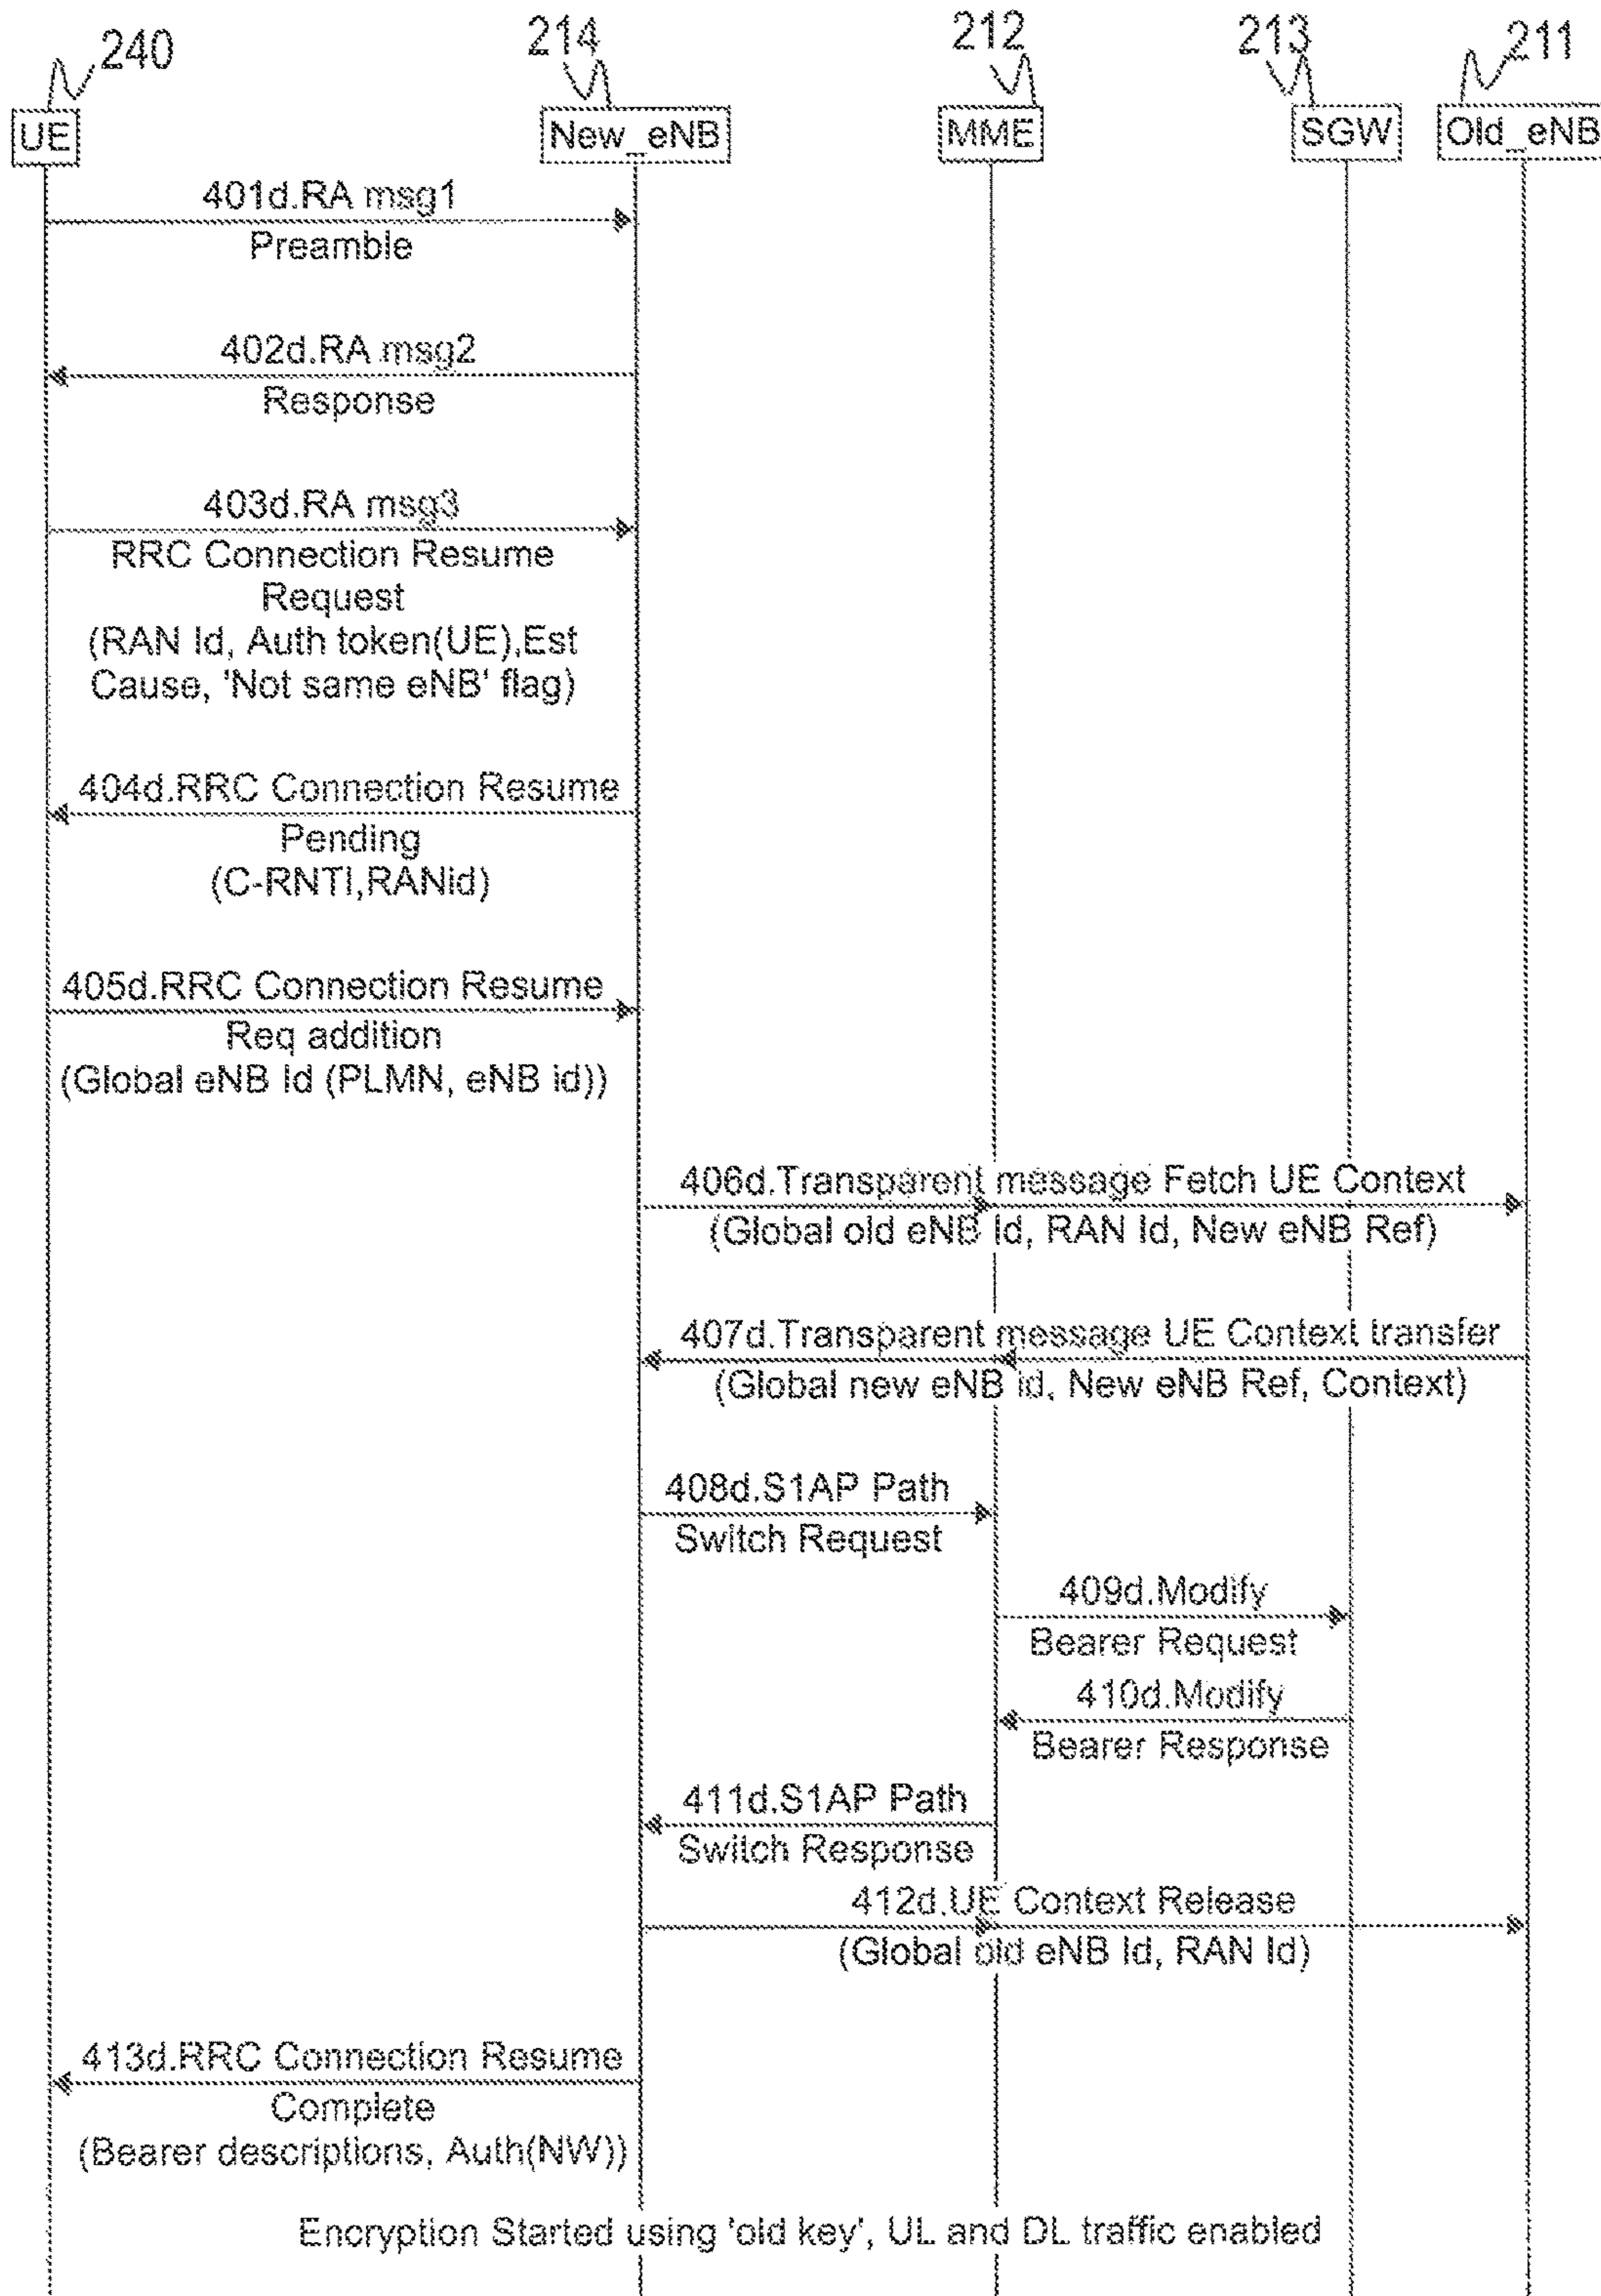 240
214
212
213
211
UE
New_eNB
MME
SGW
Old_eNB
401d.RA msg1
Preamble
402d.RA msg2
Response
403d.RA msg3
RRC Connection Resume
Request
(RAN Id, Auth token(UE),Est
Cause, 'Not same eNB' flag)
404d.RRC Connection Resume
Pending
(C-RNTI,RANid)
405d.RRC Connection Resume
Req addition
(Global eNB Id (PLMN, eNB id))
406d.Transparent message Fetch UE Context
(Global old eNB Id, RAN Id, New eNB Ref)
407d.Transparent message UE Context transfer
(Global new eNB id, New eNB Ref, Context)
408d.S1AP Path
Switch Request
409d.Modify
Bearer Request
410d.Modify
Bearer Response
411d.S1AP Path
Switch Response
412d.UE Context Release
(Global old eNB Id, RAN Id)
413d.RRC Connection Resume
Complete
(Bearer descriptions, Auth(NW))
Encryption Started using 'old key', UL and DL traffic enabled